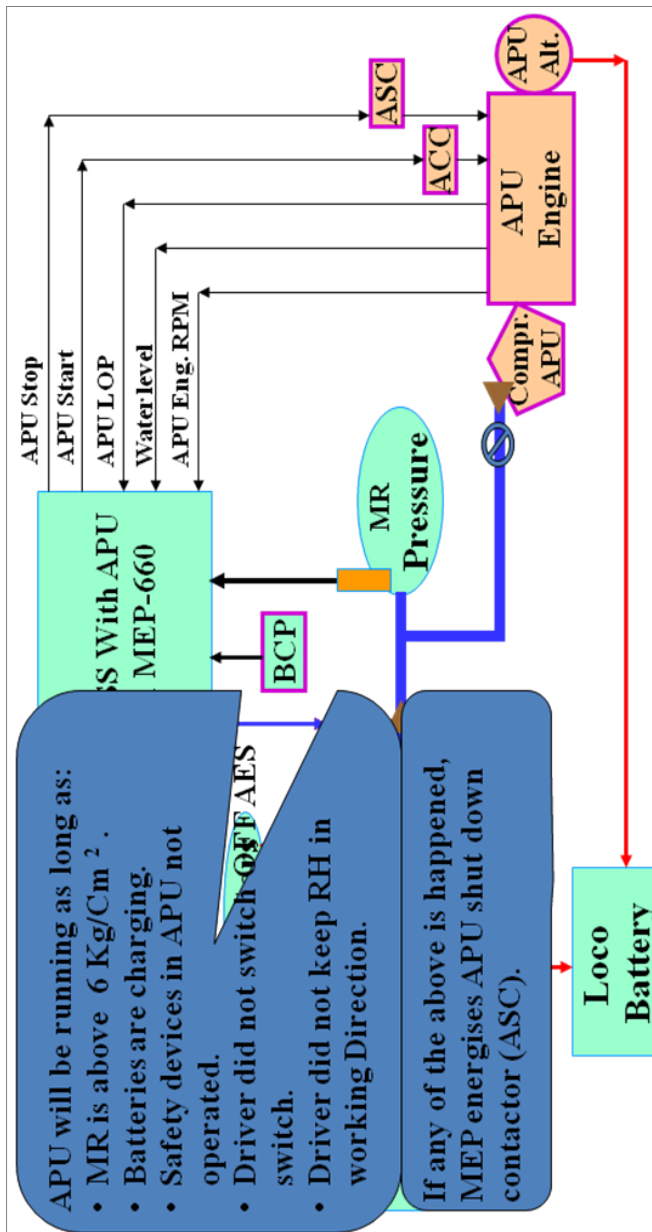 APU Stop
APU Start
APU LOP
Water level
APU Eng. RPM
ASC
ACC
APU
Alt.
APU
Engine
Compr.
APU
SS With APU
MEP-660
BCP
MR
Pressure
APU will be running as long as:
• MR is above 6 Kg/Cm².
• Batteries are charging.
• Safety devices in APU not
operated.
• Driver did not switch OFF AES
switch.
• Driver did not keep RH in
working Direction.
If any of the above is happened,
MEP energises APU shut down
contactor (ASC).
Loco
Battery